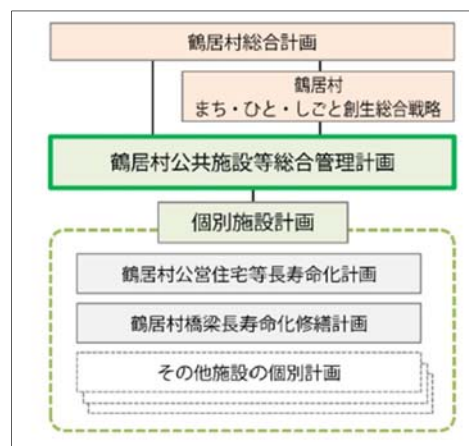 鶴居村総合計画
鶴居村
まち・ひと・しごと創生総合戦略
鶴居村公共施設等総合管理計画
個別施設計画
鶴居村公営住宅等長寿命化計画
鶴居村橋梁長寿命化修繕計画
その他施設の個別計画